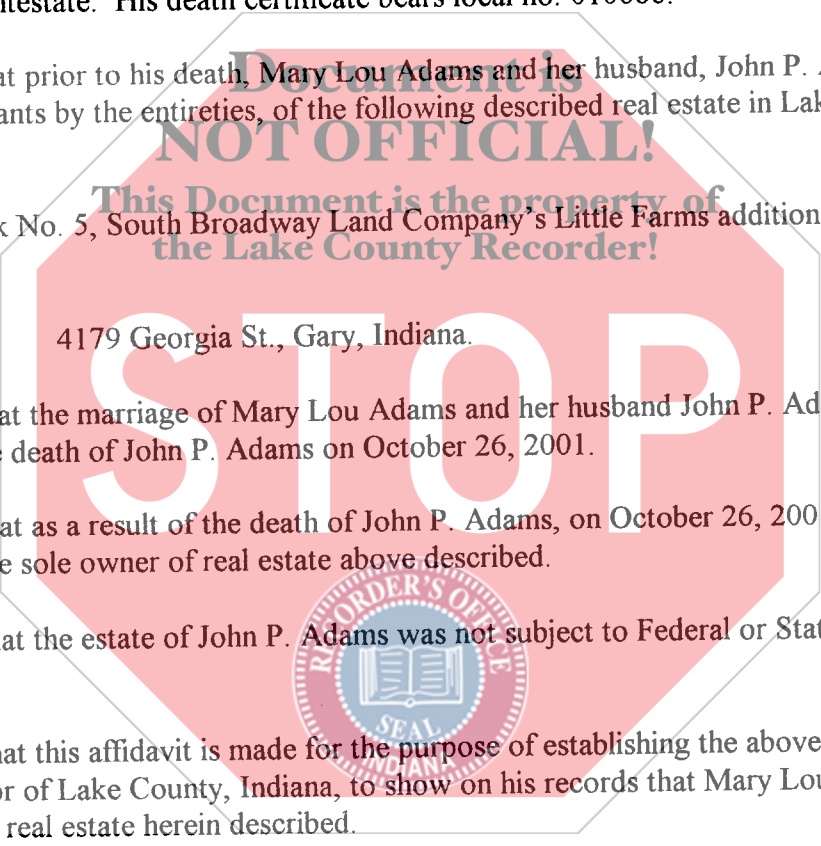 ntestate. His death certificate bears local no.
Document is
at prior to his death, Mary Lou Adams and her husband, John P.
ants by the entireties, of the following described real estate in Lak
NOT OFFICIAL!
This Document is the property of
k No. 5, South Broadway Land Company's Little Farms addition
the Lake County Recorder!
4179 Georgia St., Gary, Indiana.
STOP
at the marriage of Mary Lou Adams and her husband John P. Ad
e death of John P. Adams on October 26, 2001.
at as a result of the death of John P. Adams, on October 26, 200
e sole owner of real estate above described.
RECORDER'S OFFICE
at the estate of John P. Adams was not subject to Federal or Stat
SEAL
INDIANA
nat this affidavit is made for the purpose of establishing the above
or of Lake County, Indiana, to show on his records that Mary Lou
real estate herein described.